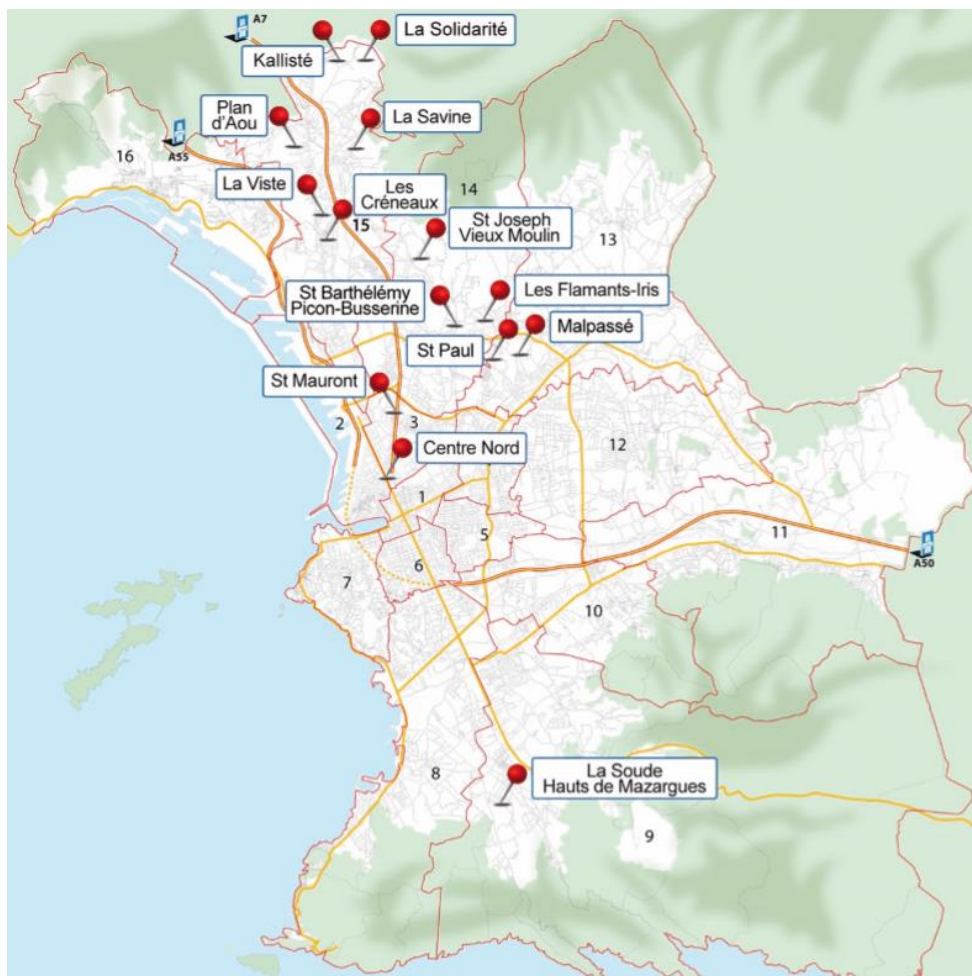 A7
La Solidarité
Kallisté
Plan
d'Aou
La Savine
A55
16
La Viste
Les
Créneaux
15
14
St Joseph
Vieux Moulin
13
St Barthélémy
Picon-Busserine
Les Flamants-Iris
St Paul
Malpassé
St Mauront
2
3
Centre Nord
12
1
5
11
A50
6
7
10
8
La Soude
Hauts de Mazargues
9